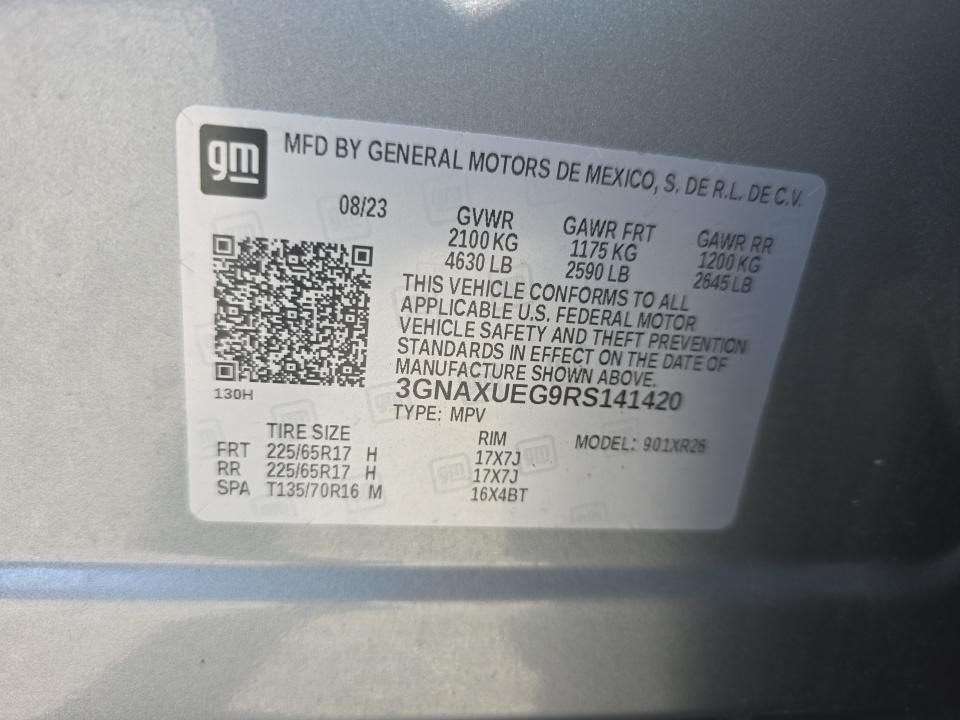 gm
MFD BY GENERAL MOTORS DE MEXICO, S. DE R.L. DE C.V.
08/23
GVWR GAWR FRT GAWR RR
2100 KG 1175 KG 1200 KG
4630 LB 2590 LB 2645 LB
THIS VEHICLE CONFORMS TO ALL
APPLICABLE U.S. FEDERAL MOTOR
VEHICLE SAFETY AND THEFT PREVENTION
STANDARDS IN EFFECT ON THE DATE OF
MANUFACTURE SHOWN ABOVE.
130H
3GNAXUEG9RS141420
TYPE: MPV
TIRE SIZE RIM MODEL: 901XR26
FRT 225/65R17 H 17X7J
RR 225/65R17 H 17X7J
SPA T135/70R16 M 16X4BT